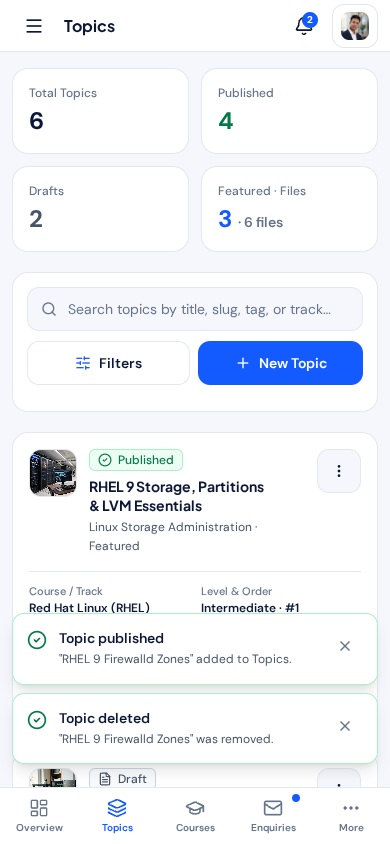 Topics
2
Total Topics
6
Published
4
Drafts
2
Featured · Files
3 · 6 files
Search topics by title, slug, tag, or track...
Filters
New Topic
Published
RHEL 9 Storage, Partitions
& LVM Essentials
Linux Storage Administration ·
Featured
Course / Track
Level & Order
Red Hat Linux (RHEL)
Intermediate · #1
Topic published
"RHEL 9 Firewalld Zones" added to Topics.
Topic deleted
"RHEL 9 Firewalld Zones" was removed.
Draft
Overview
Topics
Courses
Enquiries
More